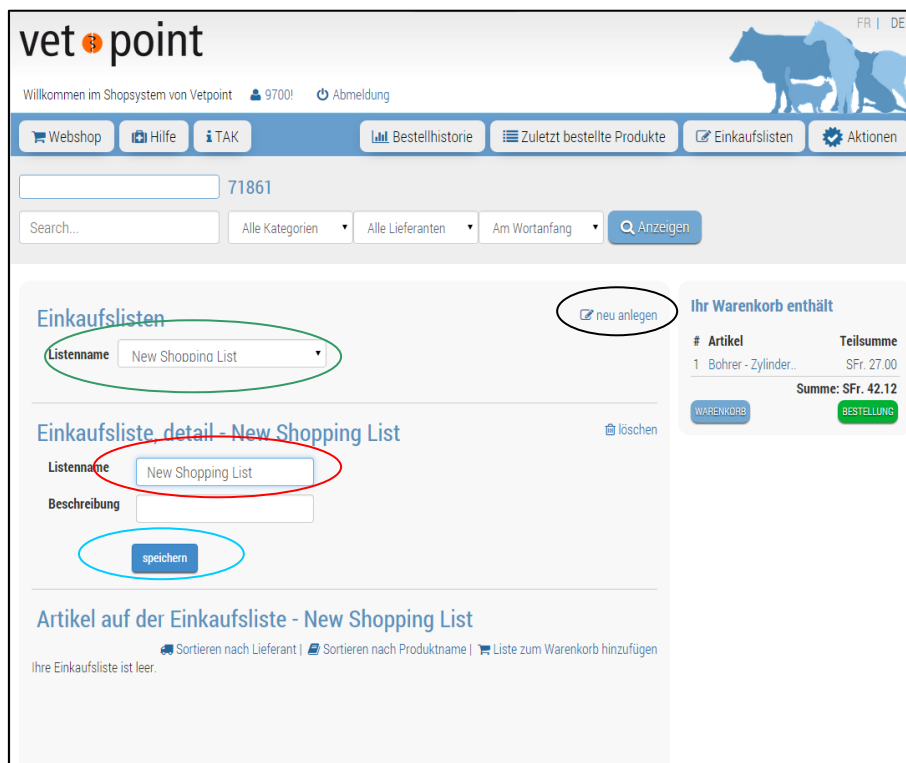 FR | DE
vet point
Willkommen im Shopsystem von Vetpoint 9700! Abmeldung
Webshop Hilfe TAK Bestellhistorie Zuletzt bestellte Produkte Einkaufslisten Aktionen
71861
Search... Alle Kategorien Alle Lieferanten Am Wortanfang Anzeigen
Einkaufslisten neu anlegen
Listenname New Shopping List
Einkaufsliste, detail - New Shopping List löschen
Listenname New Shopping List
Beschreibung
speichern
Artikel auf der Einkaufsliste - New Shopping List
Sortieren nach Lieferant | Sortieren nach Produktname | Liste zum Warenkorb hinzufügen
Ihre Einkaufsliste ist leer.
Ihr Warenkorb enthält
# Artikel Teilsumme
1 Bohrer - Zylinder.. SFr. 27.00
Summe: SFr. 42.12
WARENKORB BESTELLUNG